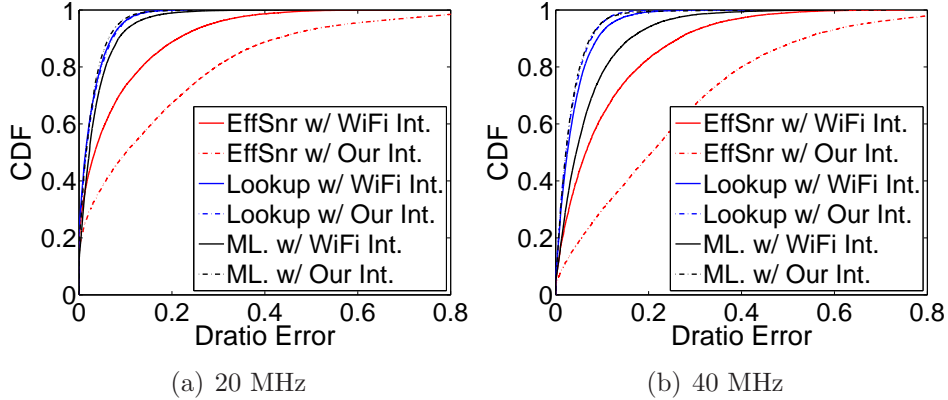 1
0.8
0.6
0.4
0.2
0
CDF
EffSnr w/ WiFi Int.
EffSnr w/ Our Int.
Lookup w/ WiFi Int.
Lookup w/ Our Int.
ML. w/ WiFi Int.
ML. w/ Our Int.
0 0.2 0.4 0.6 0.8
Dratio Error
(a) 20 MHz
1
0.8
0.6
0.4
0.2
0
CDF
EffSnr w/ WiFi Int.
EffSnr w/ Our Int.
Lookup w/ WiFi Int.
Lookup w/ Our Int.
ML. w/ WiFi Int.
ML. w/ Our Int.
0 0.2 0.4 0.6 0.8
Dratio Error
(b) 40 MHz